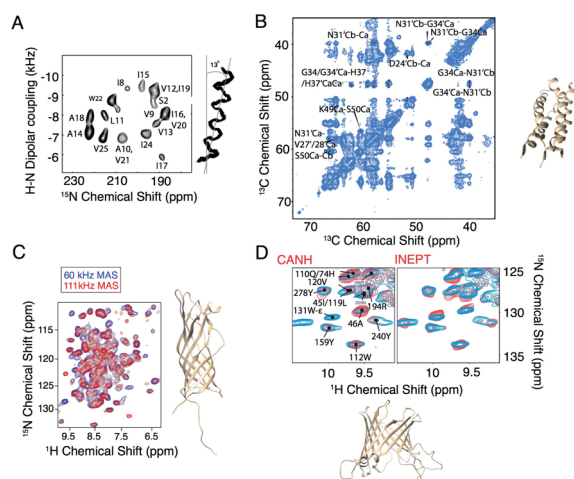 A
H-N Dipolar coupling (kHz)
-10
-9
-8
-7
-6
I8
I15
W22
V12,I19
S2
A18
L11
V9
I16,
V20
V13
A14
V25
A10,
V21
I24
I17
230
210
190
15N Chemical Shift (ppm)
13°
B
13C Chemical Shift (ppm)
40
50
60
70
N31'Cb-G34'Ca
N31'Cb-Ca
N31'Cb-G34Ca
G34/G34'Ca-H37
/H37'CaCa
D24'Cb-Ca
G34Ca-N31'Cb
G34'Ca-N31'Cb
K49Ca-S50Ca
N31'Ca-
V27'/28'Ca
S50Ca-Cb
70
60
50
40
13C Chemical Shift (ppm)
C
60 kHz MAS
111kHz MAS
15N Chemical Shift (ppm)
115
120
125
130
9.5
8.5
7.5
6.5
1H Chemical Shift (ppm)
D
CANH
INEPT
110Q/74H
120V
278Y
45I/119L
131W-ε
194R
46A
240Y
159Y
112W
125
130
135
15N Chemical Shift (ppm)
10
9.5
10
9.5
1H Chemical Shift (ppm)